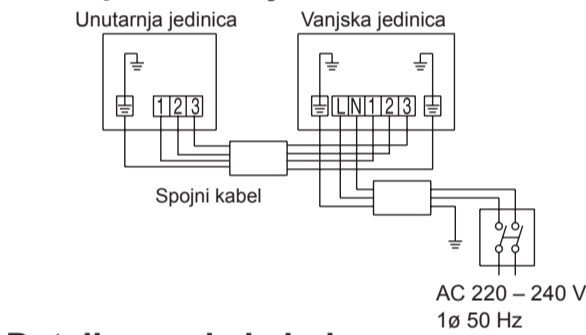 Unutarnja jedinica
Vanjska jedinica
1 2 3
L N 1 2 3
Spojni kabel
AC 220 – 240 V
1ø 50 Hz